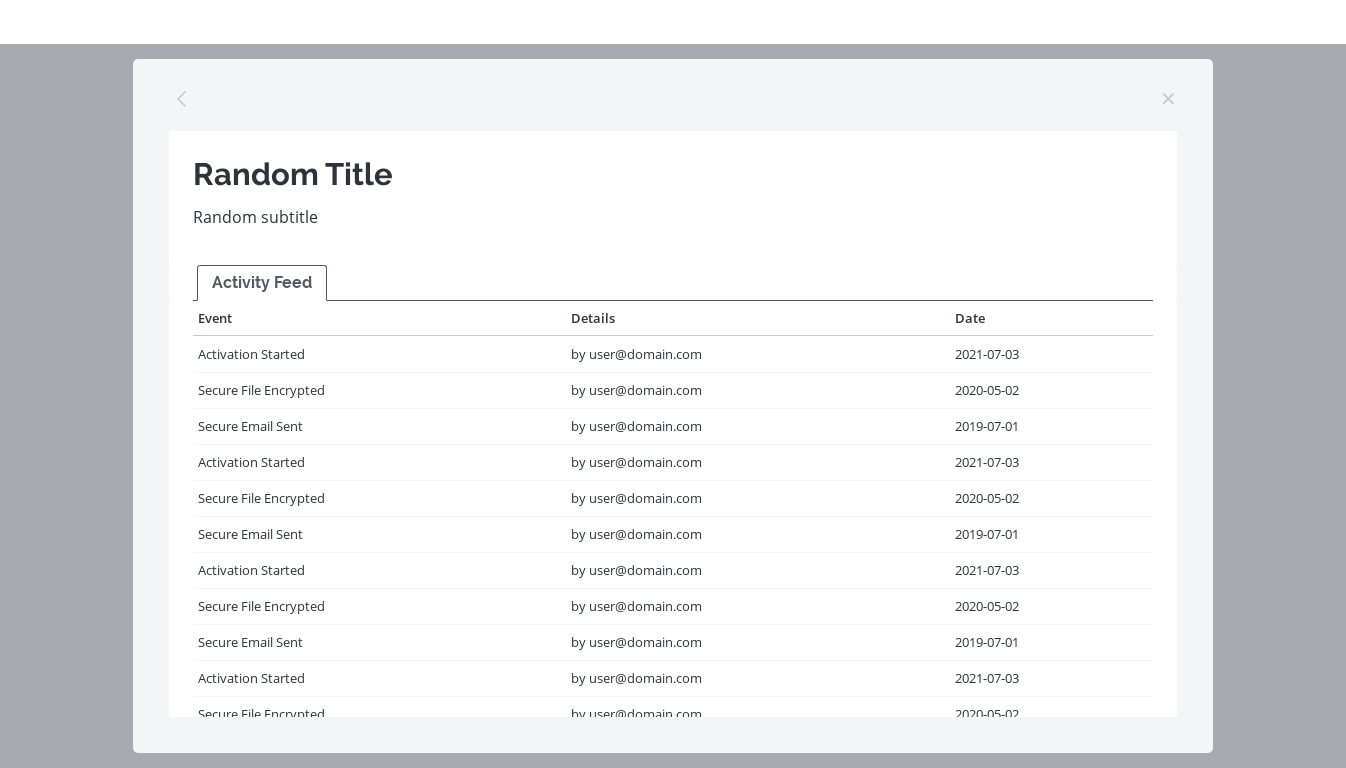 Random Title
Random subtitle
Activity Feed
Event Details Date
Activation Started by user@domain.com 2021-07-03
Secure File Encrypted by user@domain.com 2020-05-02
Secure Email Sent by user@domain.com 2019-07-01
Activation Started by user@domain.com 2021-07-03
Secure File Encrypted by user@domain.com 2020-05-02
Secure Email Sent by user@domain.com 2019-07-01
Activation Started by user@domain.com 2021-07-03
Secure File Encrypted by user@domain.com 2020-05-02
Secure Email Sent by user@domain.com 2019-07-01
Activation Started by user@domain.com 2021-07-03
Secure File Encrypted by user@domain.com 2020-05-02